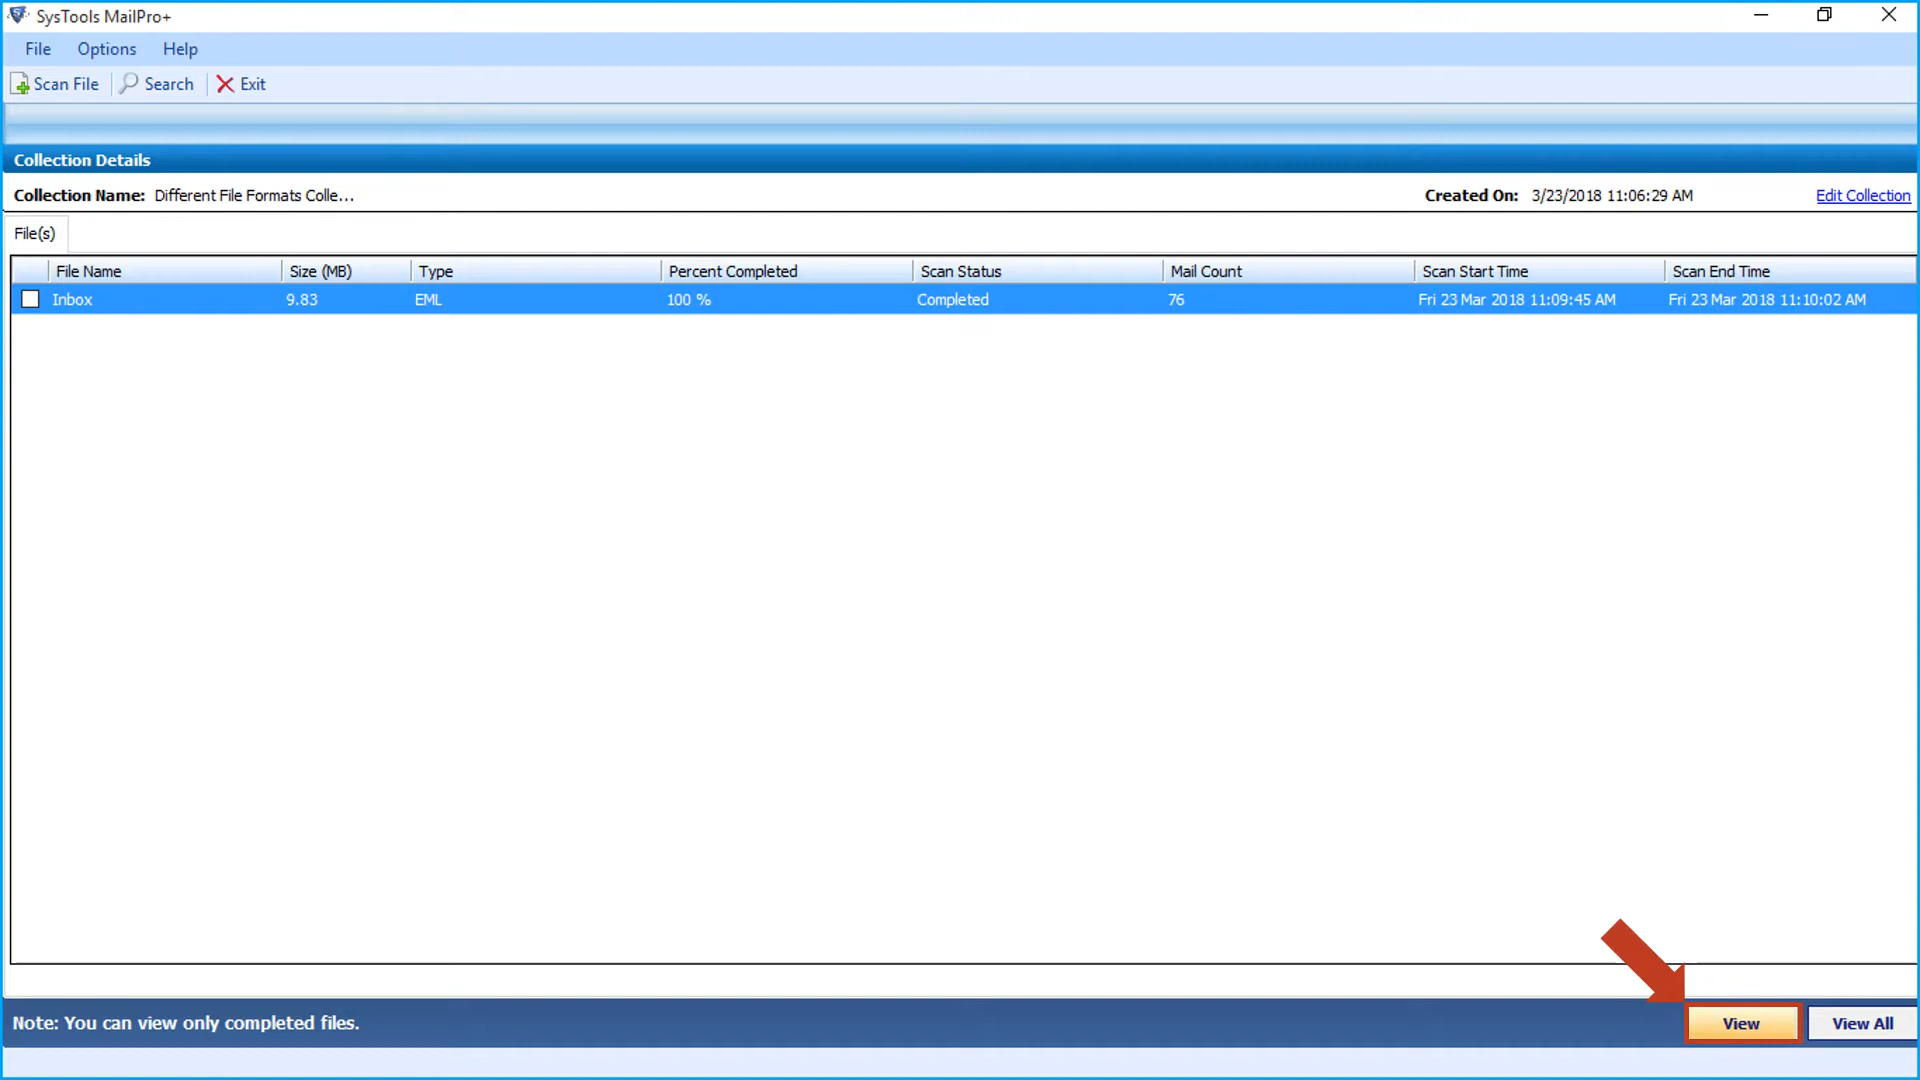 SysTools MailPro+
File Options Help
Scan File Search Exit
Collection Details
Collection Name: Different File Formats Colle... Created On: 3/23/2018 11:06:29 AM Edit Collection
File(s)
File Name Size (MB) Type Percent Completed Scan Status Mail Count Scan Start Time Scan End Time
Inbox 9.83 EML 100 % Completed 76 Fri 23 Mar 2018 11:09:45 AM Fri 23 Mar 2018 11:10:02 AM
Note: You can view only completed files. View View All